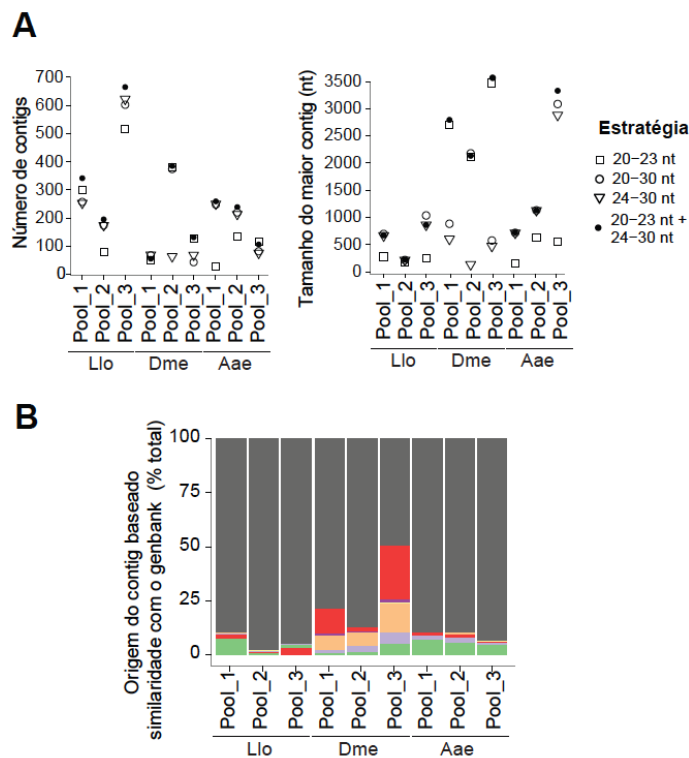 A
Número de contigs
700
600
500
400
300
200
100
0
Pool_1
Pool_2
Pool_3
Pool_1
Pool_2
Pool_3
Pool_1
Pool_2
Pool_3
Llo
Dme
Aae
Tamanho do maior contig (nt)
3500
3000
2500
2000
1500
1000
500
0
Pool_1
Pool_2
Pool_3
Pool_1
Pool_2
Pool_3
Pool_1
Pool_2
Pool_3
Llo
Dme
Aae
Estratégia
20−23 nt
20−30 nt
24−30 nt
20−23 nt +
24−30 nt
B
Origem do contig baseado
similaridade com o genbank (% total)
100
75
50
25
0
Pool_1
Pool_2
Pool_3
Pool_1
Pool_2
Pool_3
Pool_1
Pool_2
Pool_3
Llo
Dme
Aae